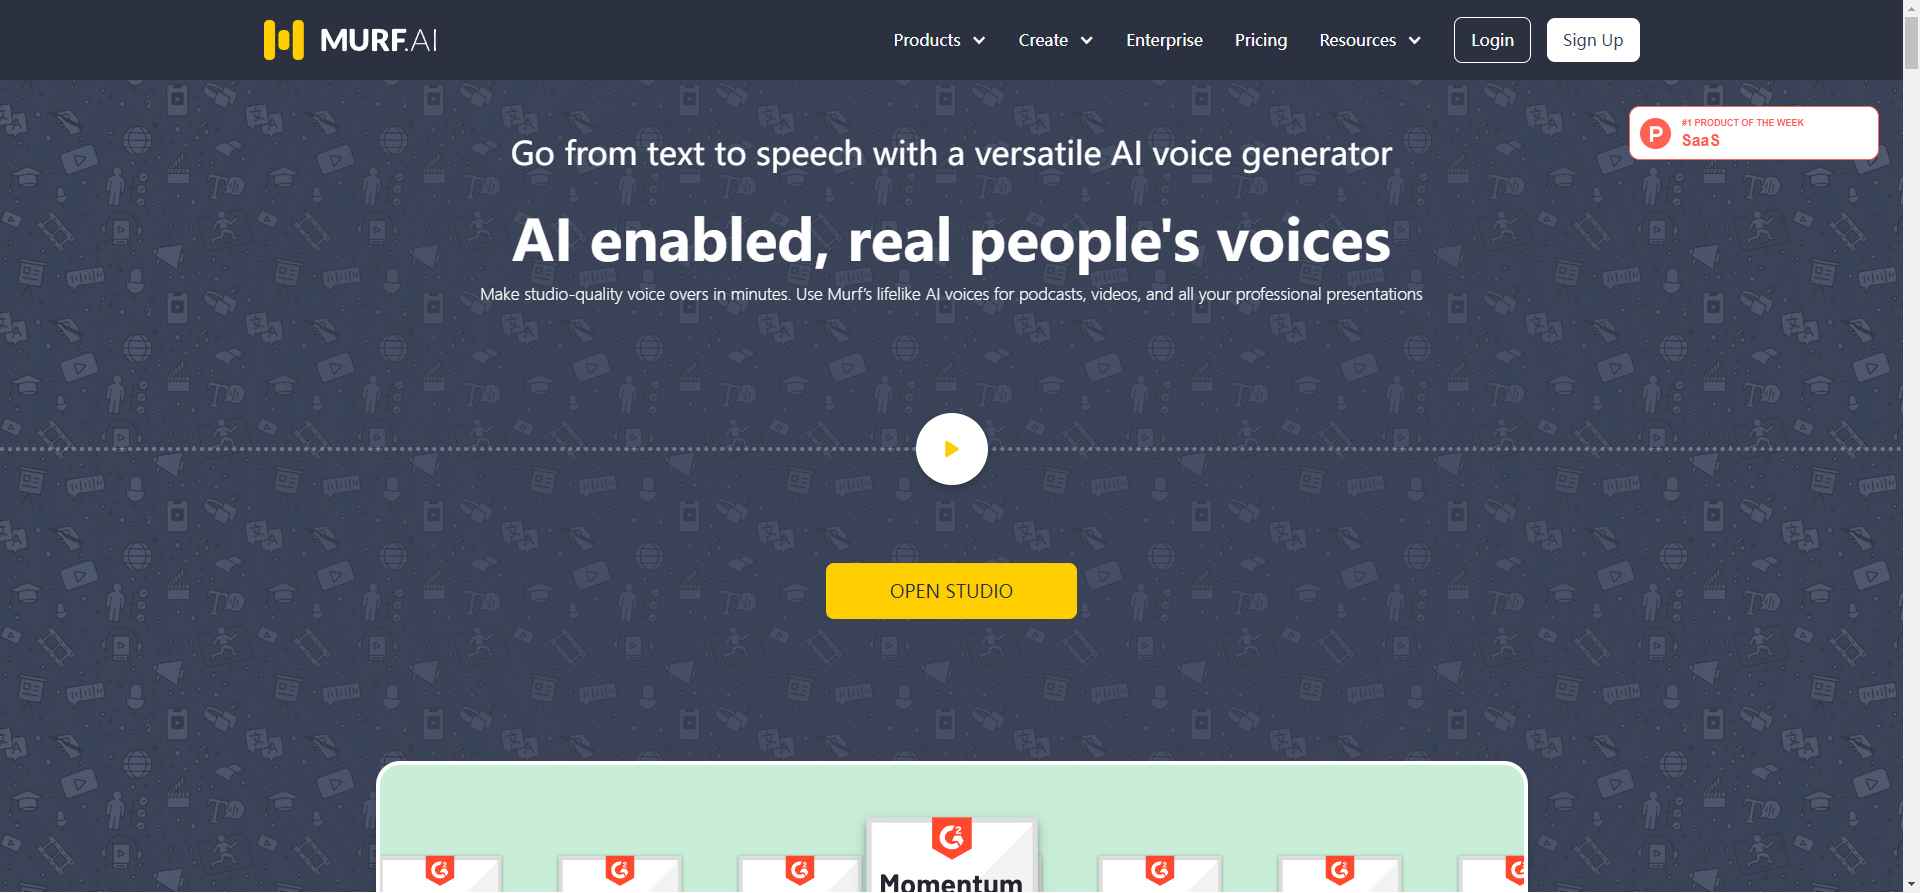 MURF.AI
Products
Create
Enterprise
Pricing
Resources
Login
Sign Up
#1 PRODUCT OF THE WEEK
SaaS
P
Go from text to speech with a versatile AI voice generator
AI enabled, real people's voices
Make studio-quality voice overs in minutes. Use Murf's lifelike AI voices for podcasts, videos, and all your professional presentations
OPEN STUDIO
Momentum